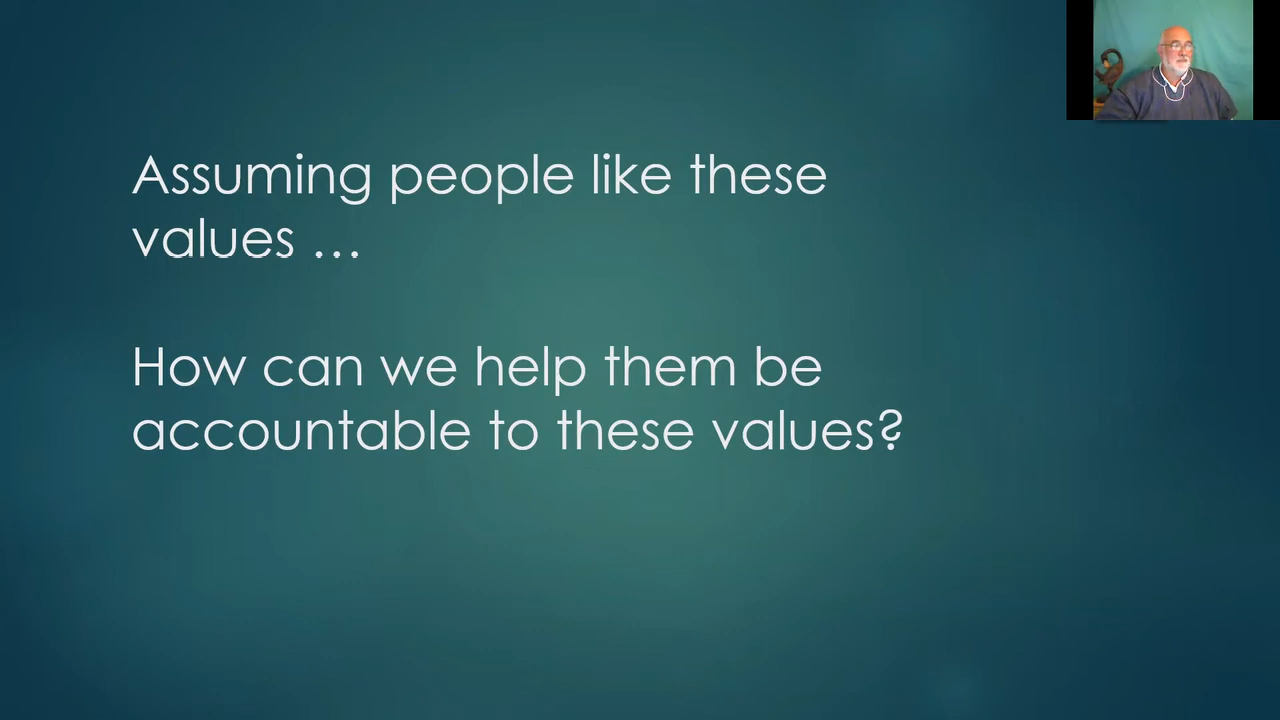 Assuming people like these
values …
How can we help them be
accountable to these values?